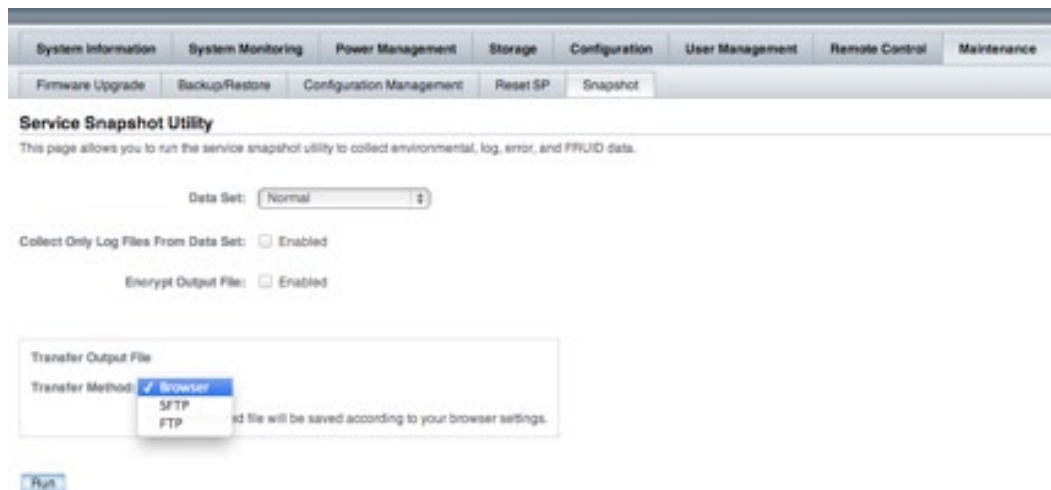 System Information System Monitoring Power Management Storage Configuration User Management Remote Control Maintenance
Firmware Upgrade Backup/Restore Configuration Management Reset SP Snapshot
Service Snapshot Utility
This page allows you to run the service snapshot utility to collect environmental, log, error, and FRUID data.
Data Set: Normal
Collect Only Log Files From Data Set: Enabled
Encrypt Output File: Enabled
Transfer Output File
Transfer Method: ✓ Browser
SFTP
FTP
file will be saved according to your browser settings.
Run